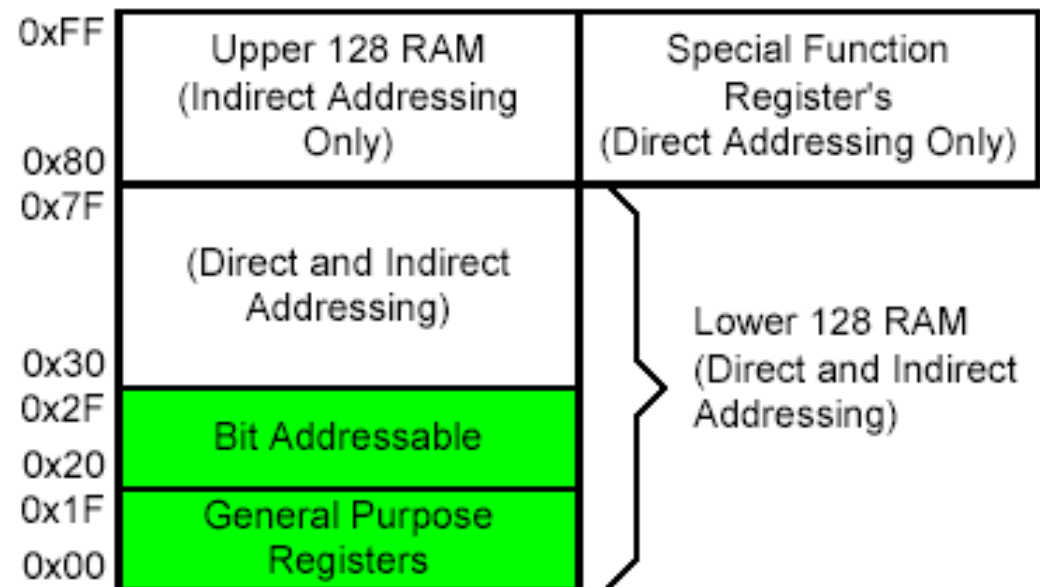 0xFF
Upper 128 RAM
(Indirect Addressing
Only)
0x80
Special Function
Register's
(Direct Addressing Only)
0x7F
(Direct and Indirect
Addressing)
0x30
Lower 128 RAM
(Direct and Indirect
Addressing)
0x2F
Bit Addressable
0x20
0x1F
General Purpose
Registers
0x00